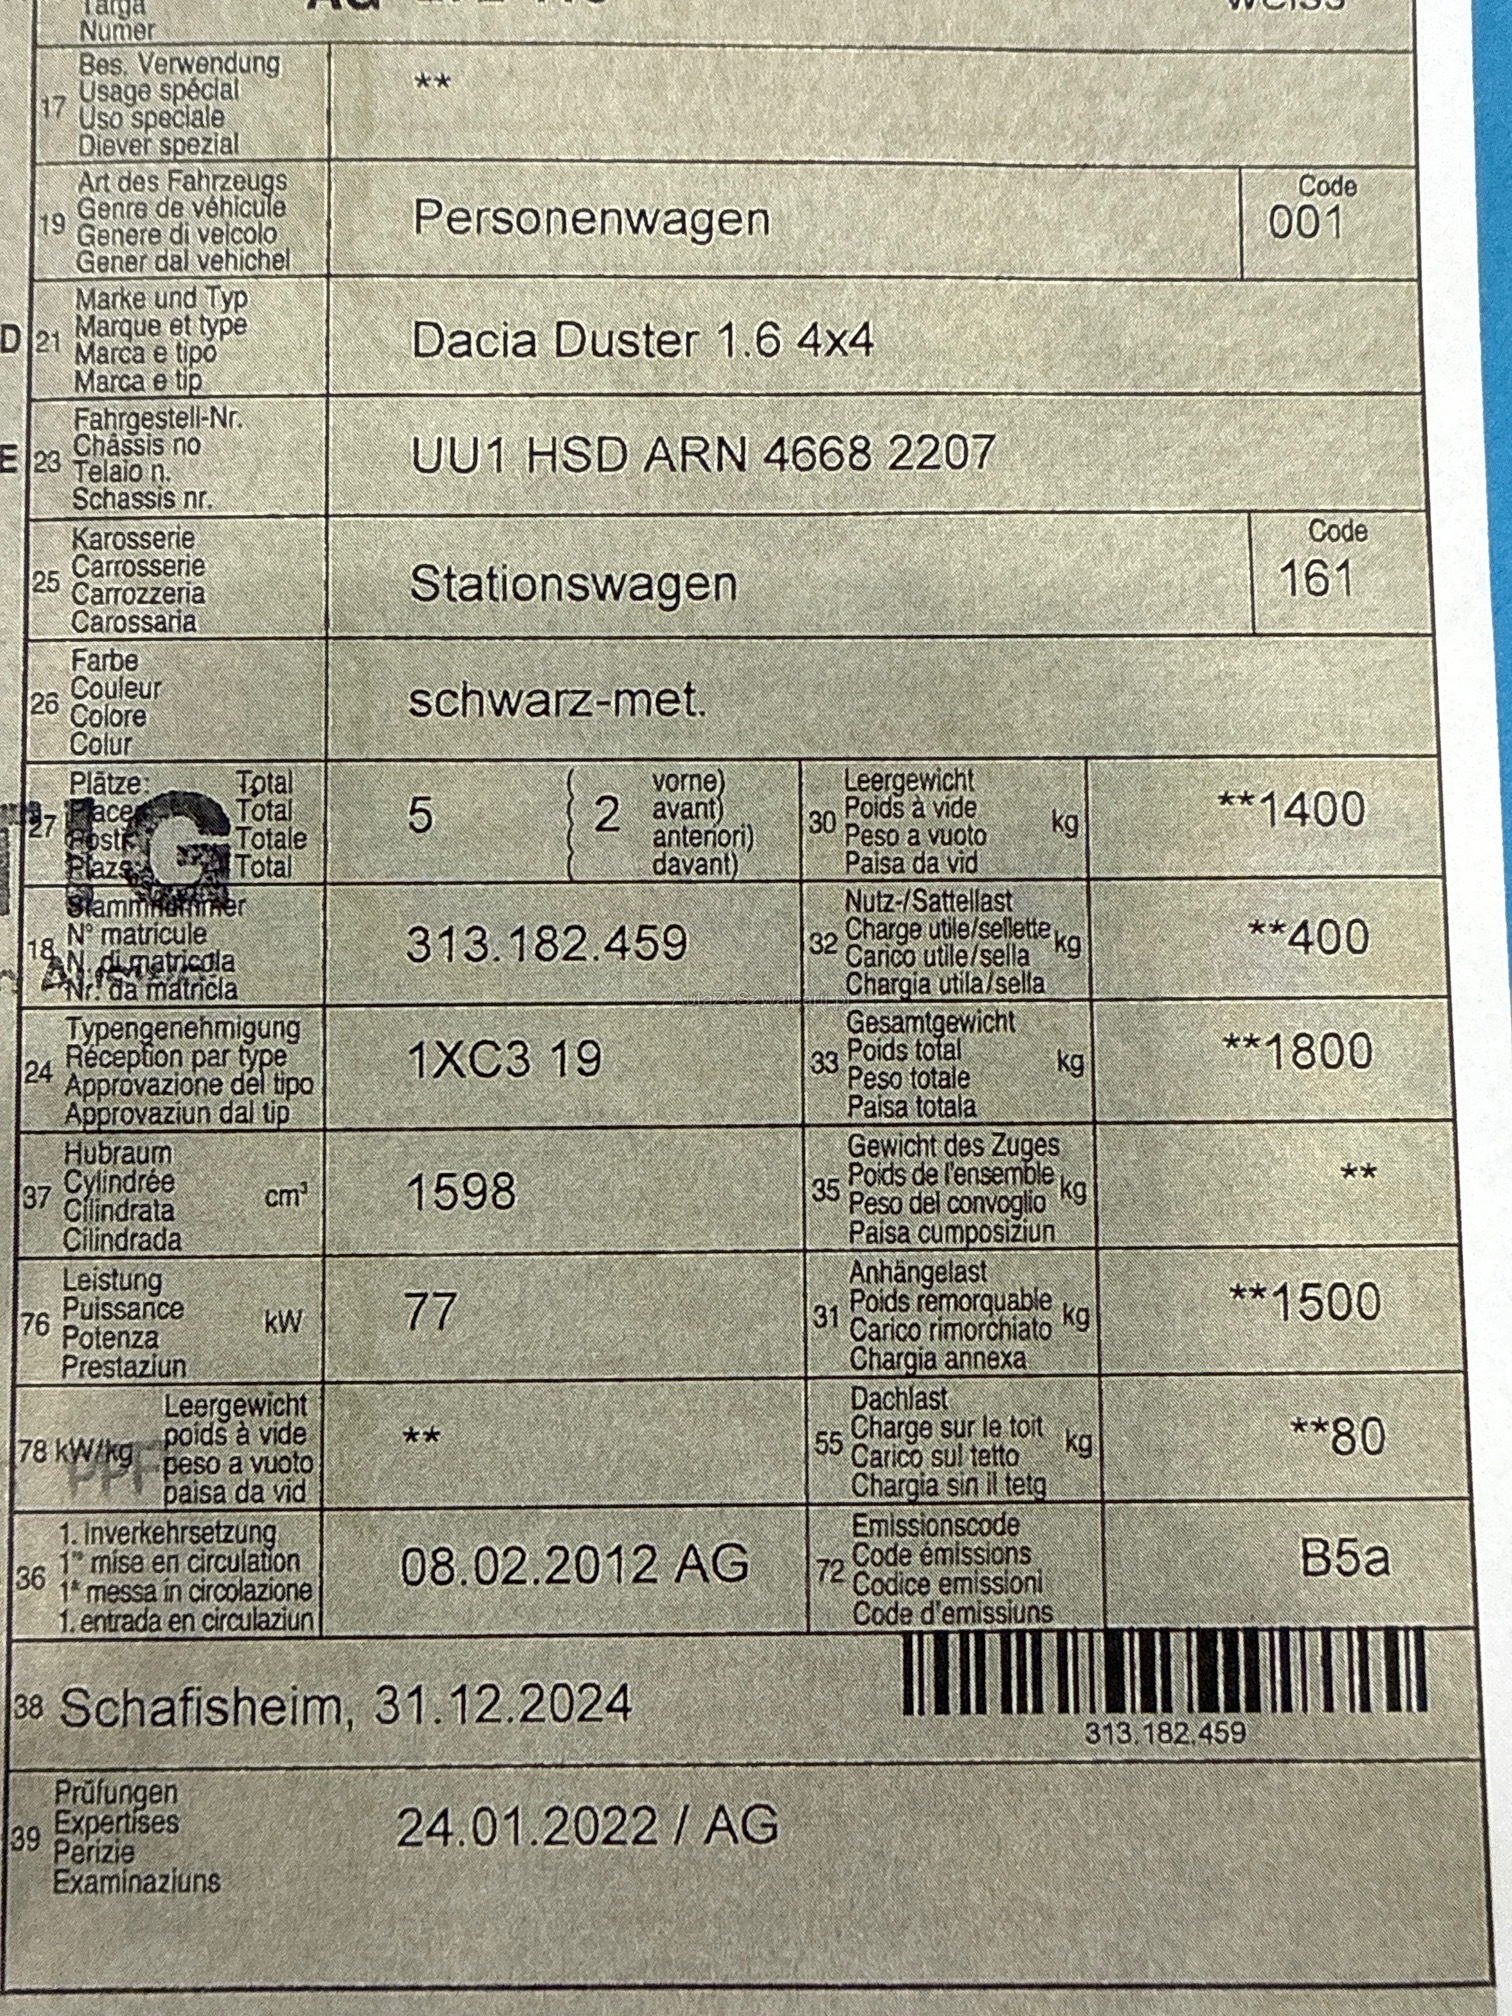 Targa
Numer
17 Bes. Verwendung **
Usage spécial
Uso speciale
Diever spezial
19 Art des Fahrzeugs Personenwagen Code 001
Genre de véhicule
Genere di veicolo
Gener dal vehichel
D 21 Marke und Typ Dacia Duster 1.6 4x4
Marque et type
Marca e tipo
Marca e tip
E 23 Fahrgestell-Nr. UU1 HSD ARN 4668 2207
Châssis no
Telaio n.
Schassis nr.
25 Karosserie Stationswagen Code 161
Carrosserie
Carrozzeria
Carossaria
26 Farbe schwarz-met.
Couleur
Colore
Colur
27 Plätze: Total 5 ( 2 vorne)
Place Total avant)
Posti Totale anteriori)
Plazs Total davant)
30 Leergewicht kg **1400
Poids à vide
Peso a vuoto
Paisa da vid
18 Stammnummer 313.182.459
N° matricule
N. di matricola
Nr. da matricla
32 Nutz-/Sattellast kg **400
Charge utile/sellette
Carico utile/sella
Chargia utila/sella
24 Typengenehmigung 1XC3 19
Réception par type
Approvazione del tipo
Approvaziun dal tip
33 Gesamtgewicht kg **1800
Poids total
Peso totale
Paisa totala
37 Hubraum cm³ 1598
Cylindrée
Cilindrata
Cilindrada
35 Gewicht des Zuges kg **
Poids de l'ensemble
Peso del convoglio
Paisa cumposiziun
76 Leistung kW 77
Puissance
Potenza
Prestaziun
31 Anhängelast kg **1500
Poids remorquable
Carico rimorchiato
Chargia annexa
78 kW/kg Leergewicht **
poids à vide
peso a vuoto
paisa da vid
55 Dachlast kg **80
Charge sur le toit
Carico sul tetto
Chargia sin il tetg
36 1. Inverkehrsetzung 08.02.2012 AG
1re mise en circulation
1a messa in circolazione
1. entrada en circulaziun
72 Emissionscode B5a
Code émissions
Codice emissioni
Code d'emissiuns
38 Schafisheim, 31.12.2024
313.182.459
39 Prüfungen 24.01.2022 / AG
Expertises
Perizie
Examinaziuns